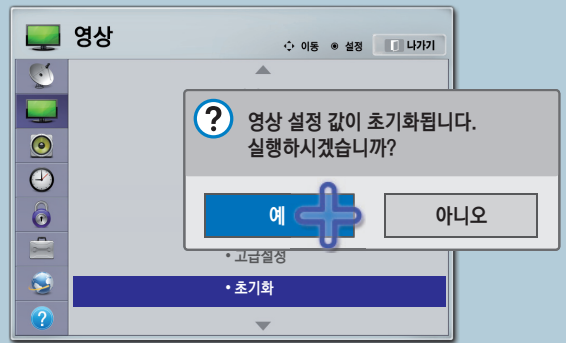 영상
이동 설정 나가기
영상 설정 값이 초기화됩니다.
실행하시겠습니까?
예 아니오
• 고급설정
• 초기화